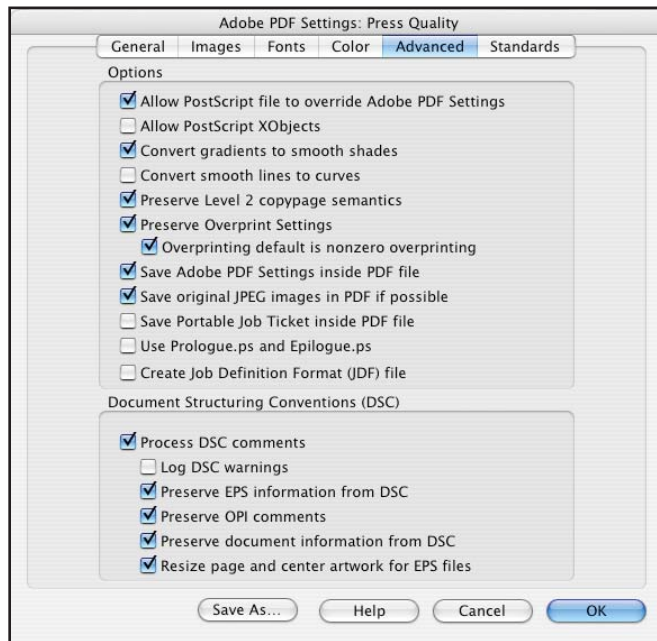 Adobe PDF Settings: Press Quality
General Images Fonts Color Advanced Standards
Options
Allow PostScript file to override Adobe PDF Settings
Allow PostScript XObjects
Convert gradients to smooth shades
Convert smooth lines to curves
Preserve Level 2 copypage semantics
Preserve Overprint Settings
Overprinting default is nonzero overprinting
Save Adobe PDF Settings inside PDF file
Save original JPEG images in PDF if possible
Save Portable Job Ticket inside PDF file
Use Prologue.ps and Epilogue.ps
Create Job Definition Format (JDF) file
Document Structuring Conventions (DSC)
Process DSC comments
Log DSC warnings
Preserve EPS information from DSC
Preserve OPI comments
Preserve document information from DSC
Resize page and center artwork for EPS files
Save As... Help Cancel OK